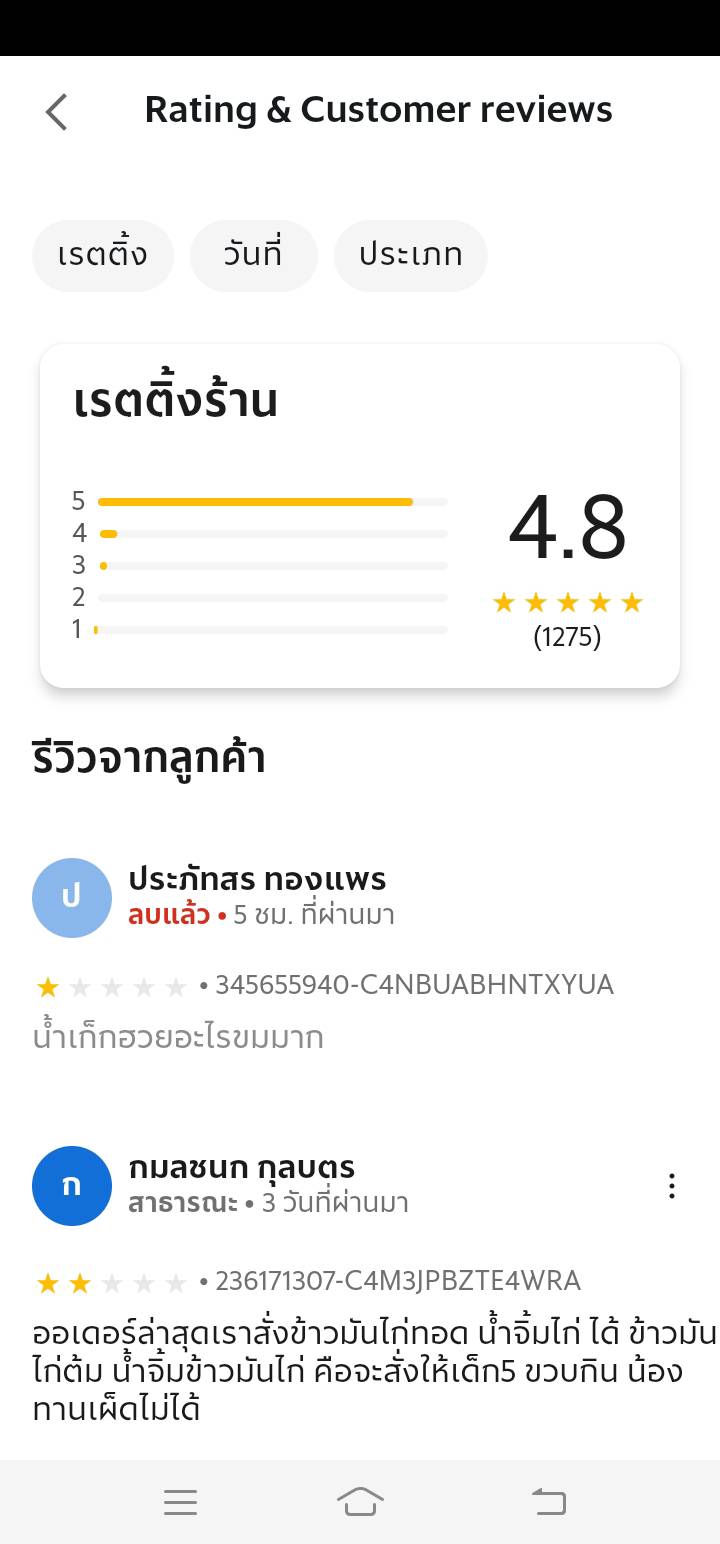 Rating & Customer reviews
เรตติ้ง วันที่ ประเภท
เรตติ้งร้าน
5
4
3
2
1
4.8
(1275)
รีวิวจากลูกค้า
ป
ประภัทสร ทองแพร
ลบแล้ว • 5 ชม. ที่ผ่านมา
• 345655940-C4NBUABHNTXYUA
น้ำเก็กฮวยอะไรขมมาก
ก
กมลชนก กุลบตร
สาธารณะ • 3 วันที่ผ่านมา
• 236171307-C4M3JPBZTE4WRA
ออเดอร์ล่าสุดเราสั่งข้าวมันไก่ทอด น้ำจิ้มไก่ ได้ ข้าวมัน
ไก่ต้ม น้ำจิ้มข้าวมันไก่ คือจะสั่งให้เด็ก5 ขวบกิน น้อง
ทานเผ็ดไม่ได้